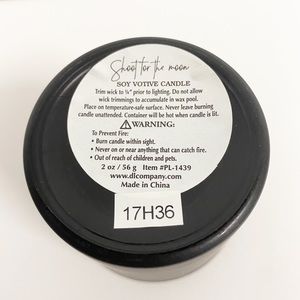 Shoot for the moon
SOY VOTIVE CANDLE
Trim wick to ¼" prior to lighting. Do not allow
wick trimmings to accumulate in wax pool.
Place on temperature-safe surface. Never leave burning
candle unattended. Container will be hot when candle is lit.
⚠WARNING:
To Prevent Fire:
• Burn candle within sight.
• Never on or near anything that can catch fire.
• Out of reach of children and pets.
2 oz / 56 g Item #PL-1439
www.dlcompany.com
Made in China
17H36